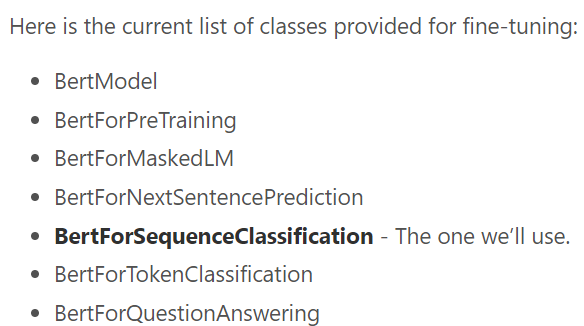 Here is the current list of classes provided for fine-tuning:
• BertModel
• BertForPreTraining
• BertForMaskedLM
• BertForNextSentencePrediction
• BertForSequenceClassification - The one we’ll use.
• BertForTokenClassification
• BertForQuestionAnswering